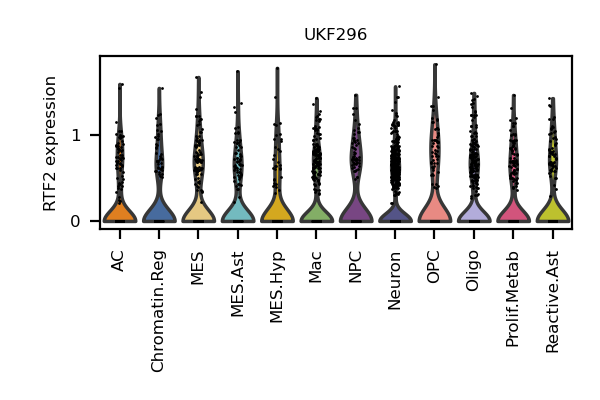 UKF296
RTF2 expression
1
0
AC
Chromatin.Reg
MES
MES.Ast
MES.Hyp
Mac
NPC
Neuron
OPC
Oligo
Prolif.Metab
Reactive.Ast